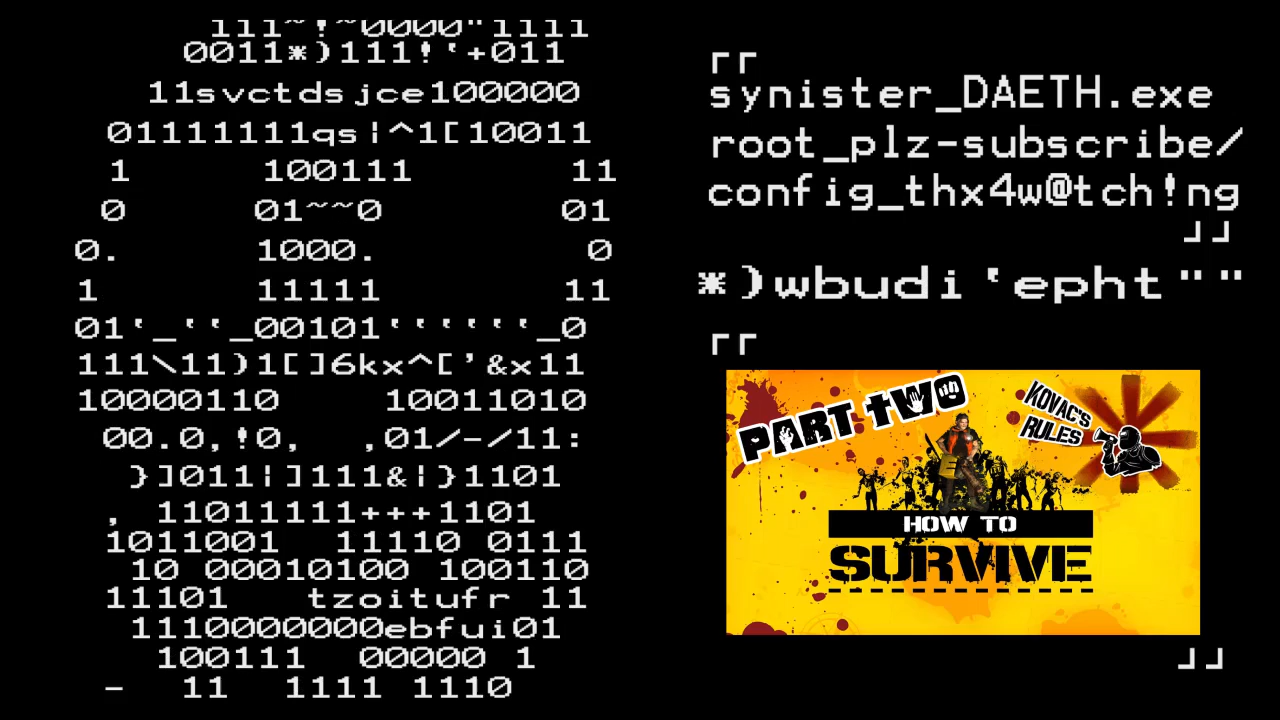 111~!~0000"1111
0011*)111!‘+011
11svctdsjce100000
01111111qs¦^1[10011
1 100111 11
0 01~~0 01
0. 1000. 0
1 11111 11
01‘_‘‘_00101‘‘‘‘‘‘_0
111\11)1[]6kx^[’&x11
10000110 10011010
00.0,!0, ,01/-/11:
}]011¦]111&¦}1101
, 11011111+++1101
1011001 11110 0111
10 00010100 100110
11101 tzoitufr 11
1110000000ebfui01
100111 00000 1
- 11 1111 1110
┌┌
synister_DAETH.exe
root_plz-subscribe/
config_thx4w@tch!ng
┘┘
*)wbudi‘epht""
┌┌
PART TWO
KOVAC'S
RULES
HOW TO
SURVIVE
┘┘